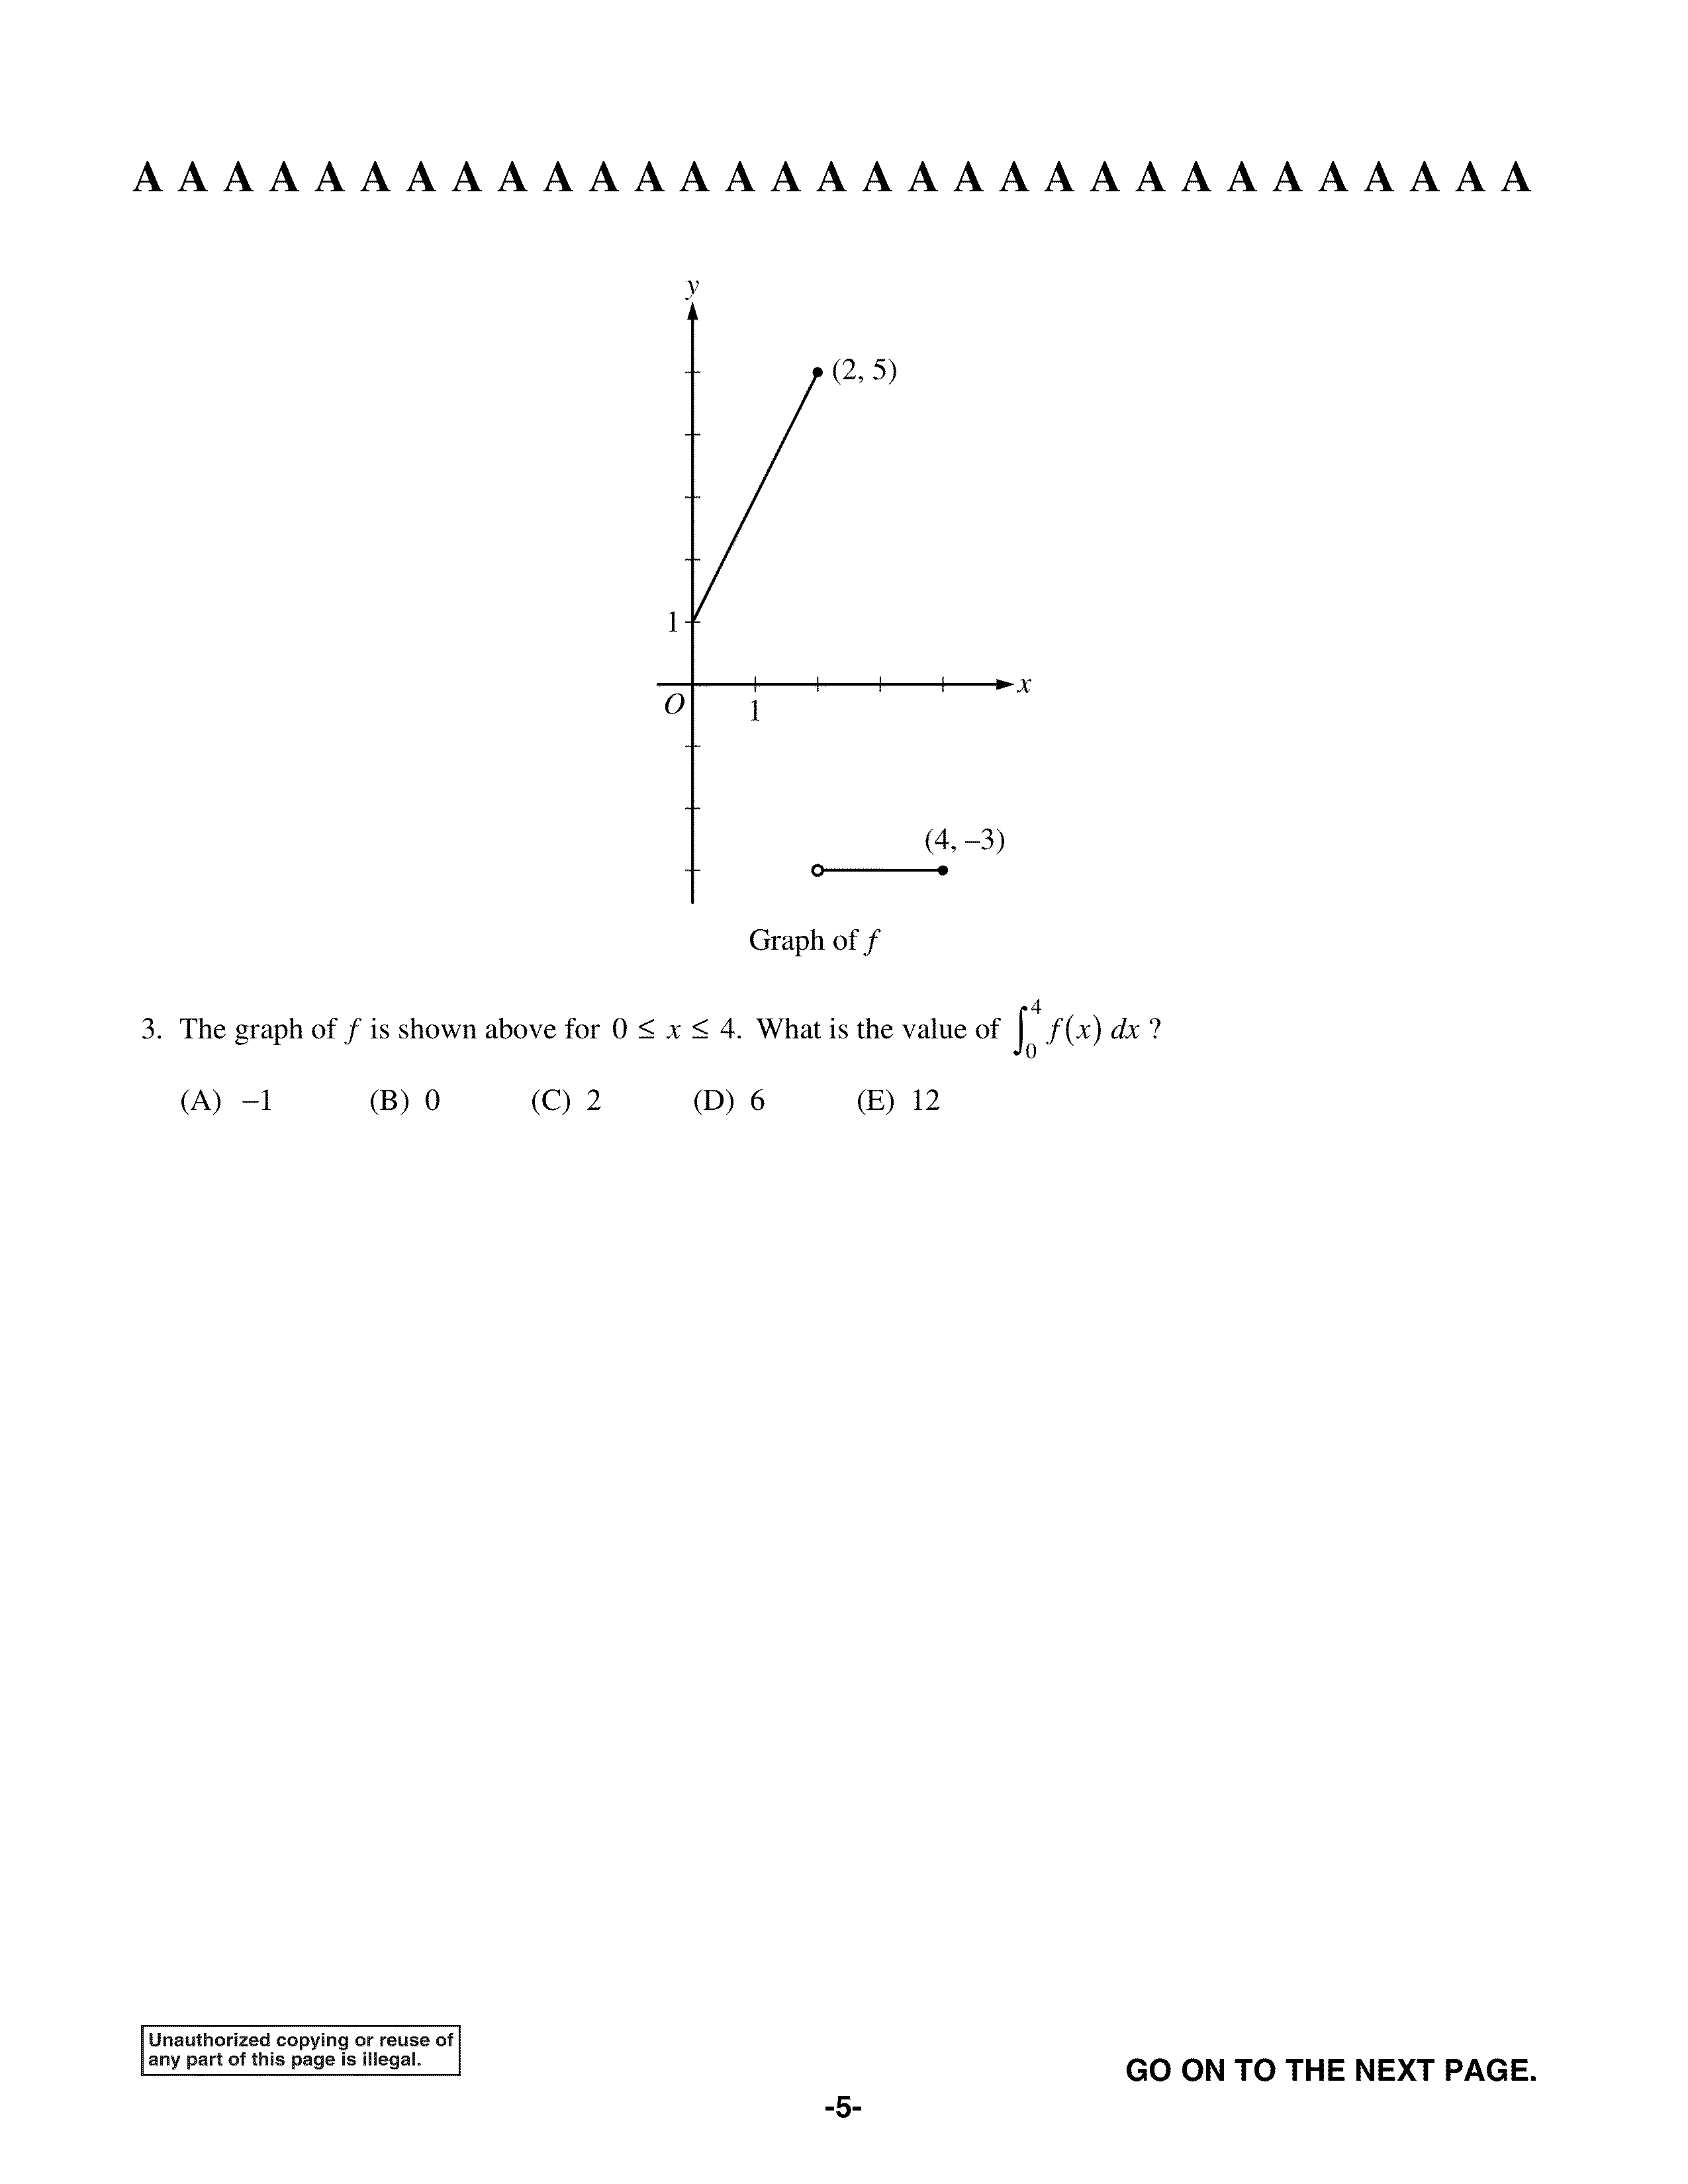 A A A A A A A A A A A A A A A A A A A A A A A A A A A A A A A
y
(2, 5)
1
x
O
1
(4, –3)
Graph of f
3. The graph of f is shown above for 0 ≤ x ≤ 4. What is the value of ∫₀⁴ f(x) dx ?
(A) –1 (B) 0 (C) 2 (D) 6 (E) 12
Unauthorized copying or reuse of
any part of this page is illegal.
GO ON TO THE NEXT PAGE.
-5-